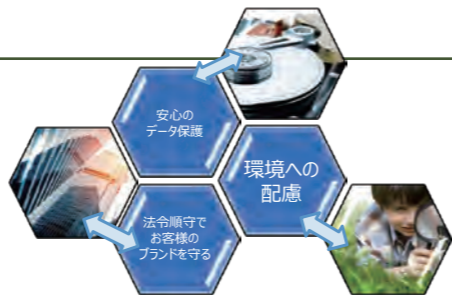 安心の
データ保護
環境への
配慮
法令順守で
お客様の
ブランドを守る